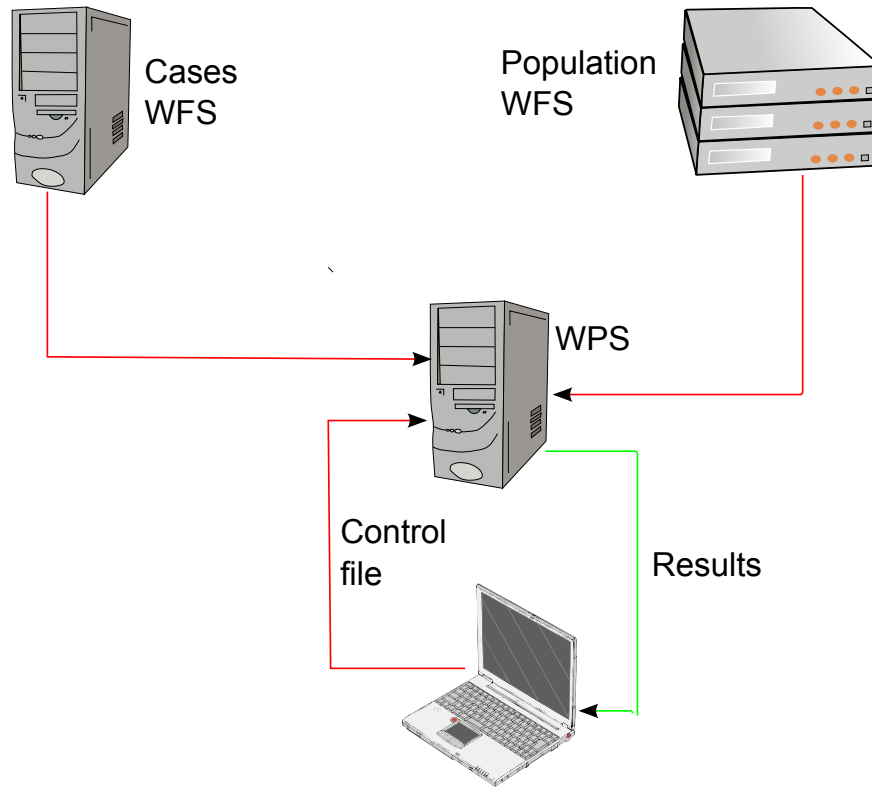 Cases
WFS
Population
WFS
WPS
Control
file
Results